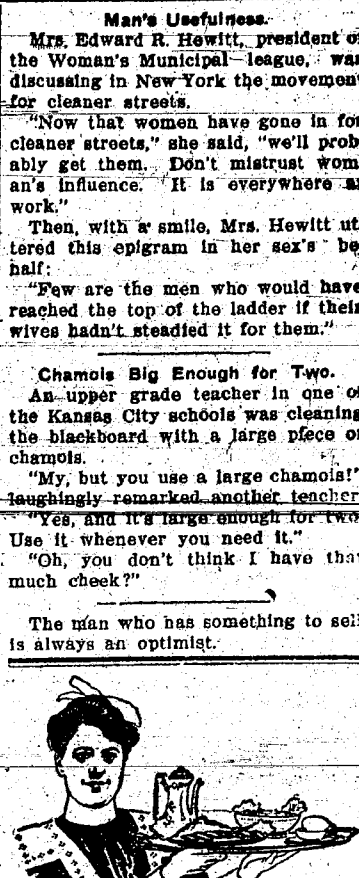 Man's Usefulness.
Mrs. Edward R. Hewitt, president o
the Woman's Municipal league, was
discussing in New York the movemen
for cleaner streets.
"Now that women have gone in for
cleaner streets," she said, "we'll prob
ably get them. Don't mistrust wom
an's influence. It is everywhere a
work."
Then, with a smile, Mrs. Hewitt ut
tered this epigram in her sex's be
half:
"Few are the men who would have
reached the top of the ladder if their
wives hadn't steadied it for them."
Chamois Big Enough for Two.
An upper grade teacher in one of
the Kansas City schools was cleaning
the blackboard with a large piece of
chamois.
"My, but you use a large chamois!"
laughingly remarked another teacher
"Yes, and it's large enough for two.
Use it whenever you need it."
"Oh, you don't think I have that
much cheek?"
The man who has something to sell
is always an optimist.